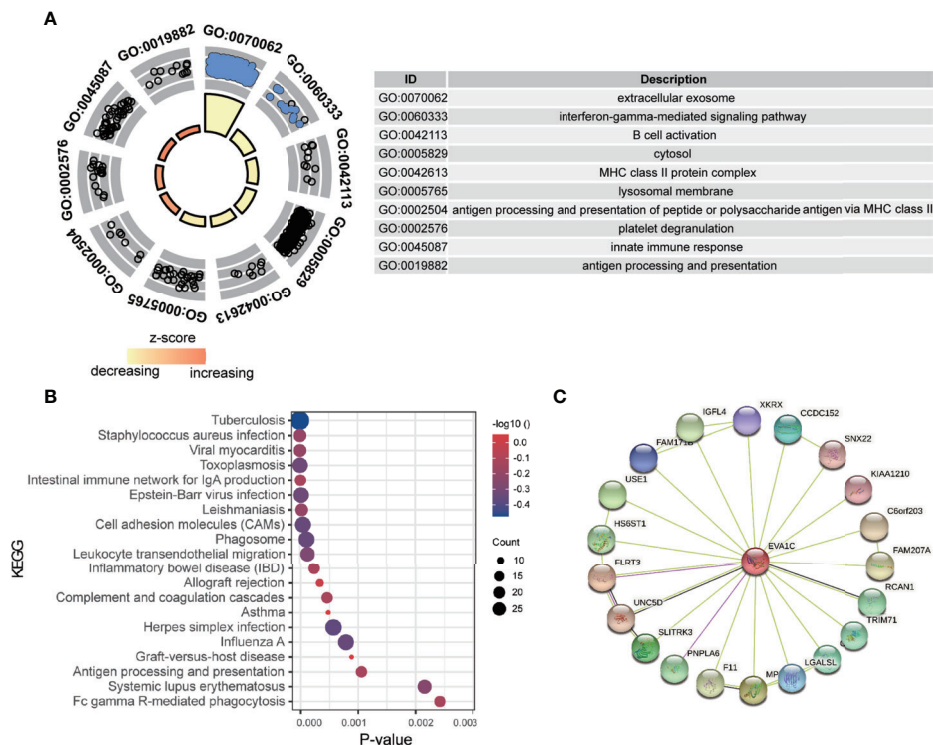 A
GO:0070062
GO:0060333
GO:0042113
GO:0005829
GO:0042613
GO:0005765
GO:0002504
GO:0002576
GO:0045087
GO:0019882
z-score
decreasing increasing
ID Description
GO:0070062 extracellular exosome
GO:0060333 interferon-gamma-mediated signaling pathway
GO:0042113 B cell activation
GO:0005829 cytosol
GO:0042613 MHC class II protein complex
GO:0005765 lysosomal membrane
GO:0002504 antigen processing and presentation of peptide or polysaccharide antigen via MHC class II
GO:0002576 platelet degranulation
GO:0045087 innate immune response
GO:0019882 antigen processing and presentation
B
KEGG
Tuberculosis
Staphylococcus aureus infection
Viral myocarditis
Toxoplasmosis
Intestinal immune network for IgA production
Epstein-Barr virus infection
Leishmaniasis
Cell adhesion molecules (CAMs)
Phagosome
Leukocyte transendothelial migration
Inflammatory bowel disease (IBD)
Allograft rejection
Complement and coagulation cascades
Asthma
Herpes simplex infection
Influenza A
Graft-versus-host disease
Antigen processing and presentation
Systemic lupus erythematosus
Fc gamma R-mediated phagocytosis
0.000 0.001 0.002 0.003
P-value
-log10 ()
0.0
-0.1
-0.2
-0.3
-0.4
Count
10
15
20
25
C
IGFL4
XKRX
CCDC152
SNX22
KIAA1210
C6orf203
FAM207A
RCAN1
TRIM71
LGALSL
MP
F11
PNPLA6
SLITRK3
UNC5D
FLRT3
HS6ST1
USE1
FAM171B
EVA1C